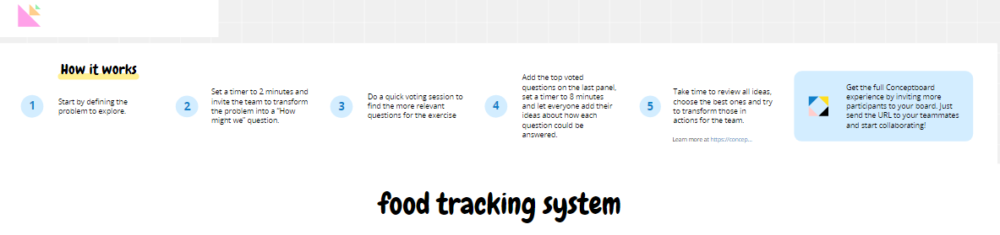 How it works
1
Start by defining the
problem to explore.
2
Set a timer to 2 minutes and
invite the team to transform
the problem into a "How
might we" question.
3
Do a quick voting session to
find the more relevant
questions for the exercise
4
Add the top voted
questions on the last panel,
set a timer to 8 minutes
and let everyone add their
ideas about how each
question could be
answered.
5
Take time to review all ideas,
choose the best ones and try
to transform those in
actions for the team.
Learn more at https://concep...
Get the full Conceptboard
experience by inviting more
participants to your board. Just
send the URL to your teammates
and start collaborating!
food tracking system